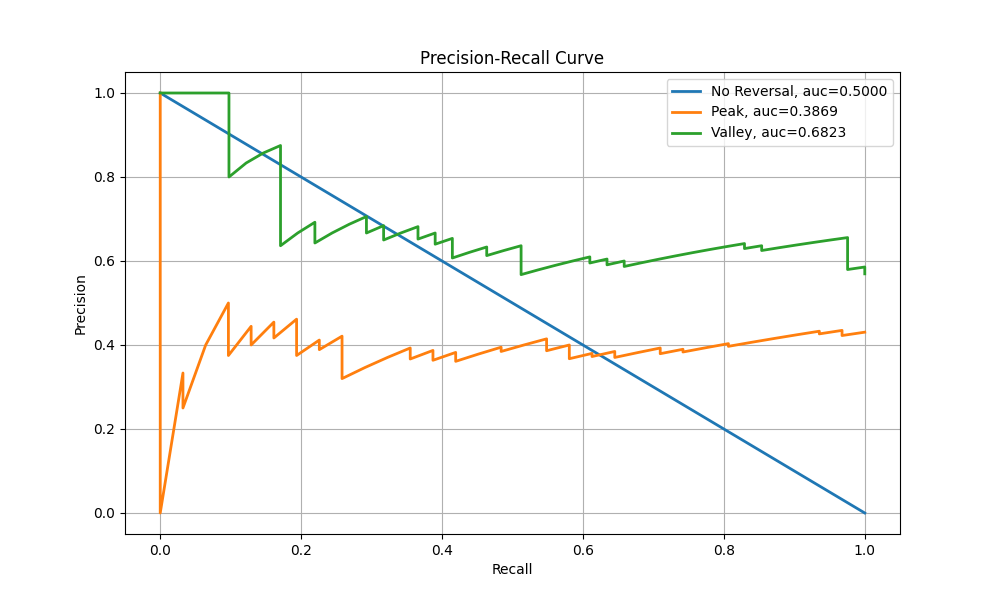 Precision-Recall Curve
No Reversal, auc=0.5000
Peak, auc=0.3869
Valley, auc=0.6823
1.0
0.8
0.6
0.4
0.2
0.0
Precision
0.0 0.2 0.4 0.6 0.8 1.0
Recall